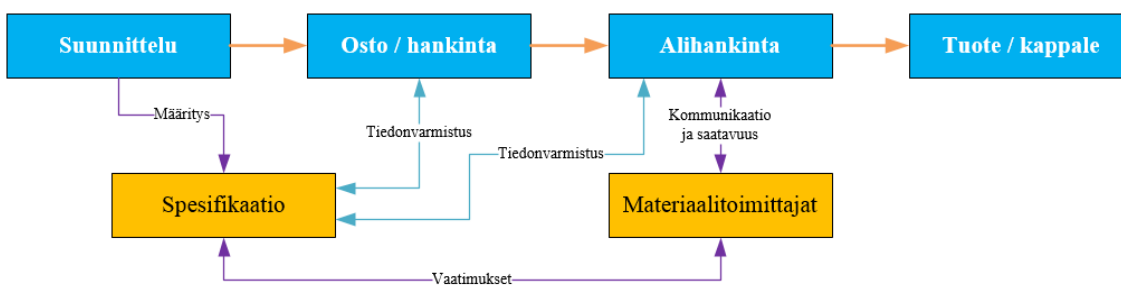 Suunnittelu
Osto / hankinta
Alihankinta
Tuote / kappale
Määritys
Tiedonvarmistus
Tiedonvarmistus
Kommunikaatio
ja saatavuus
Spesifikaatio
Materiaalitoimittajat
Vaatimukset